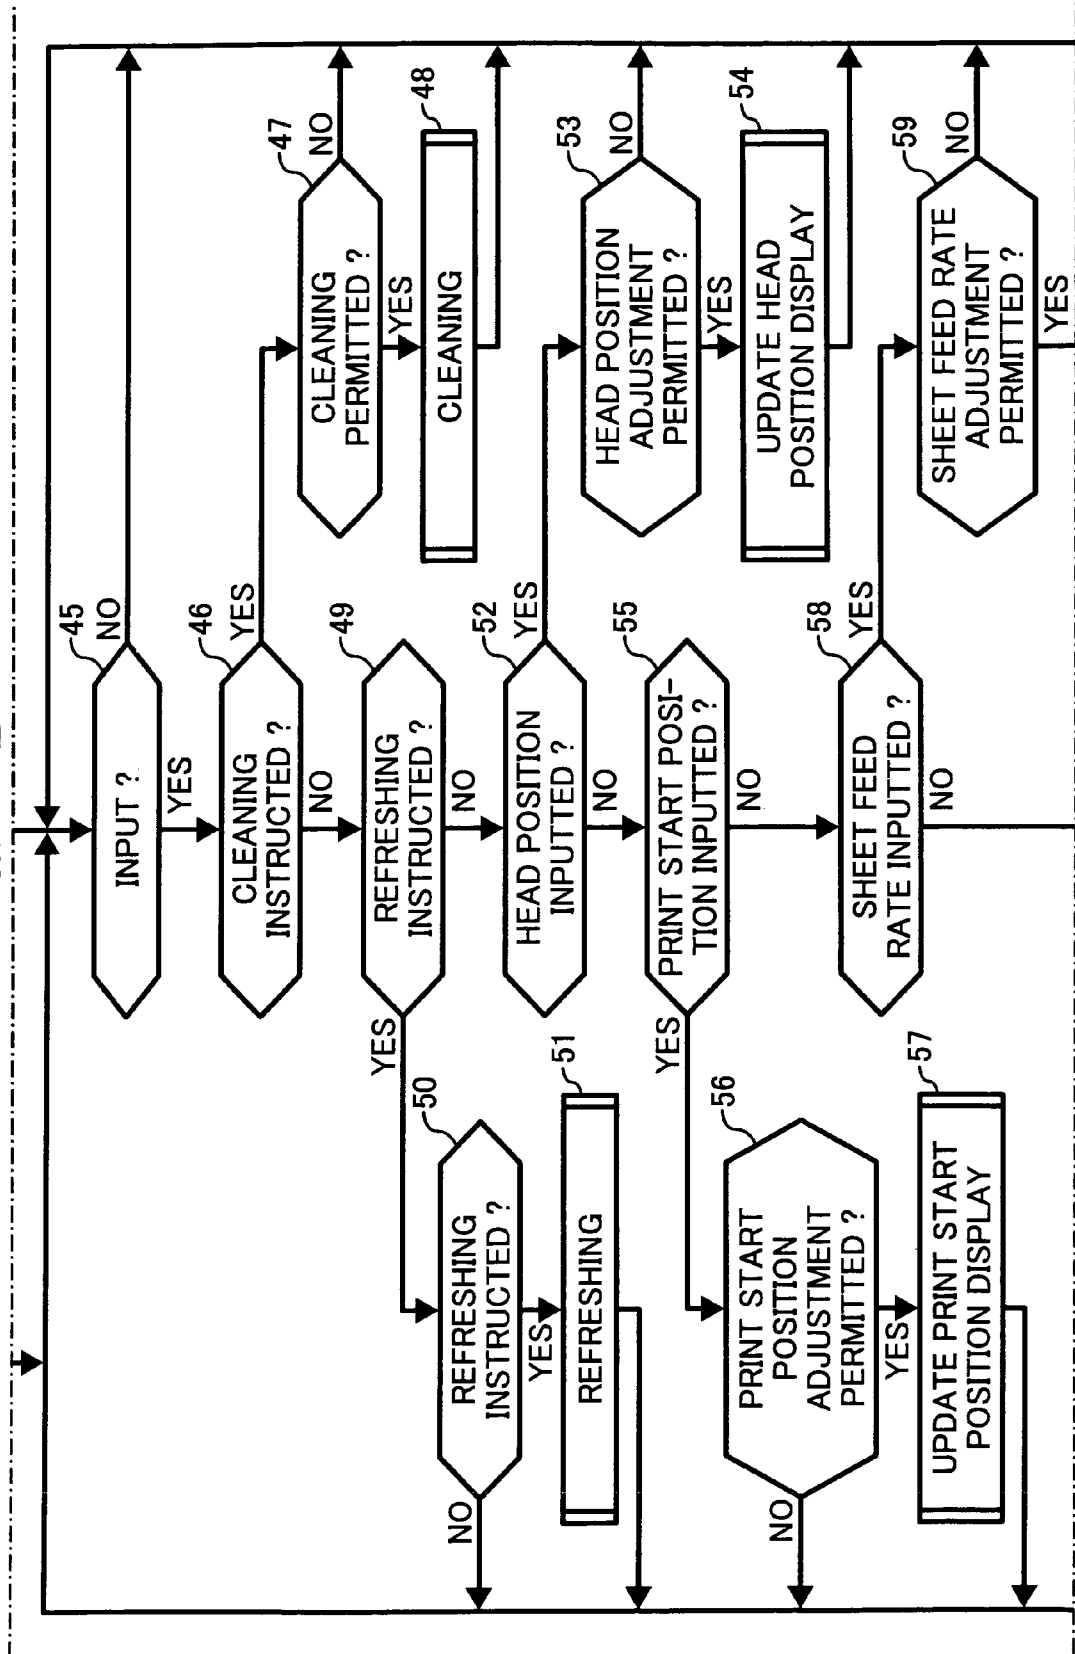 45
INPUT ?
NO
YES
46
CLEANING
INSTRUCTED ?
YES
NO
47
CLEANING
PERMITTED ?
NO
YES
48
CLEANING
49
REFRESHING
INSTRUCTED ?
YES
NO
50
REFRESHING
INSTRUCTED ?
NO
YES
51
REFRESHING
52
HEAD POSITION
INPUTTED ?
YES
NO
53
HEAD POSITION
ADJUSTMENT
PERMITTED ?
NO
YES
54
UPDATE HEAD
POSITION DISPLAY
55
PRINT START POSI-
TION INPUTTED ?
YES
NO
56
PRINT START
POSITION
ADJUSTMENT
PERMITTED ?
NO
YES
57
UPDATE PRINT START
POSITION DISPLAY
58
SHEET FEED
RATE INPUTTED ?
YES
NO
59
SHEET FEED RATE
ADJUSTMENT
PERMITTED ?
NO
YES